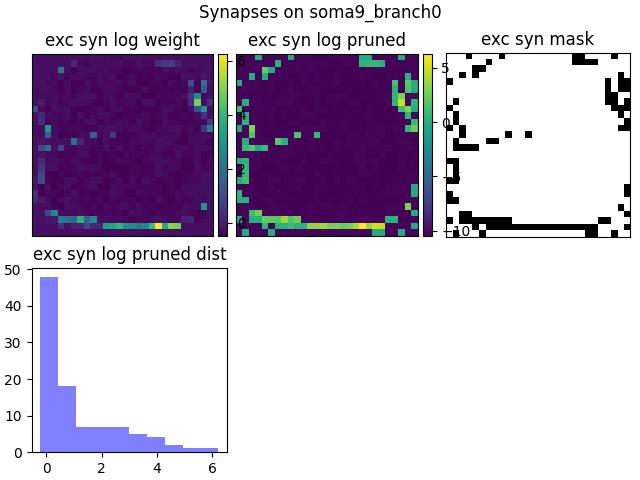 Synapses on soma9_branch0
exc syn log weight
exc syn log pruned
exc syn mask
6
4
2
0
5
0
−10
exc syn log pruned dist
50
40
30
20
10
0
0 2 4 6